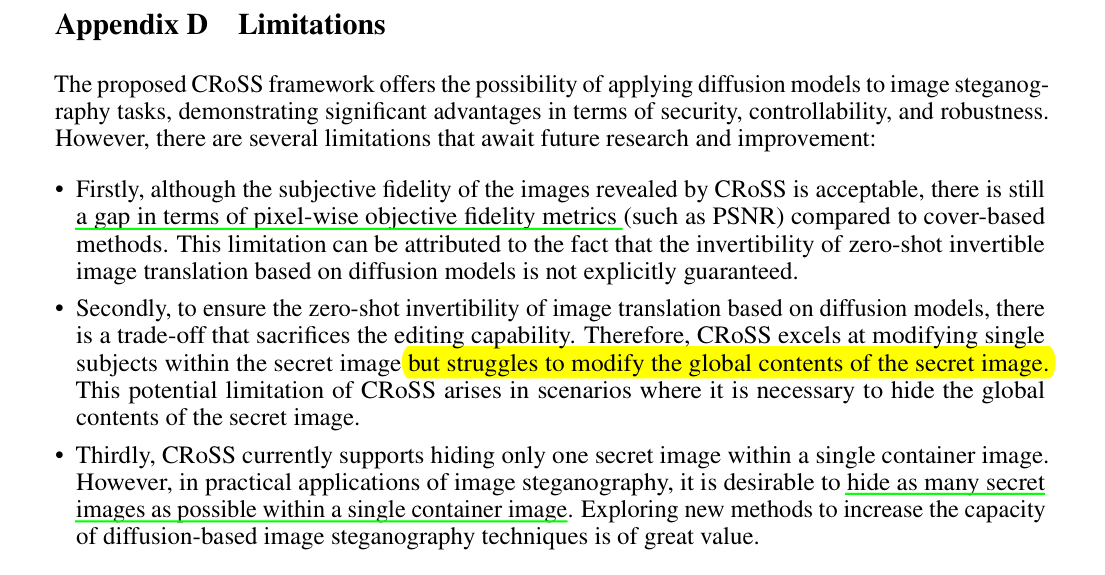 Appendix D Limitations
The proposed CRoSS framework offers the possibility of applying diffusion models to image steganog-
raphy tasks, demonstrating significant advantages in terms of security, controllability, and robustness.
However, there are several limitations that await future research and improvement:
• Firstly, although the subjective fidelity of the images revealed by CRoSS is acceptable, there is still
a gap in terms of pixel-wise objective fidelity metrics (such as PSNR) compared to cover-based
methods. This limitation can be attributed to the fact that the invertibility of zero-shot invertible
image translation based on diffusion models is not explicitly guaranteed.
• Secondly, to ensure the zero-shot invertibility of image translation based on diffusion models, there
is a trade-off that sacrifices the editing capability. Therefore, CRoSS excels at modifying single
subjects within the secret image but struggles to modify the global contents of the secret image.
This potential limitation of CRoSS arises in scenarios where it is necessary to hide the global
contents of the secret image.
• Thirdly, CRoSS currently supports hiding only one secret image within a single container image.
However, in practical applications of image steganography, it is desirable to hide as many secret
images as possible within a single container image. Exploring new methods to increase the capacity
of diffusion-based image steganography techniques is of great value.